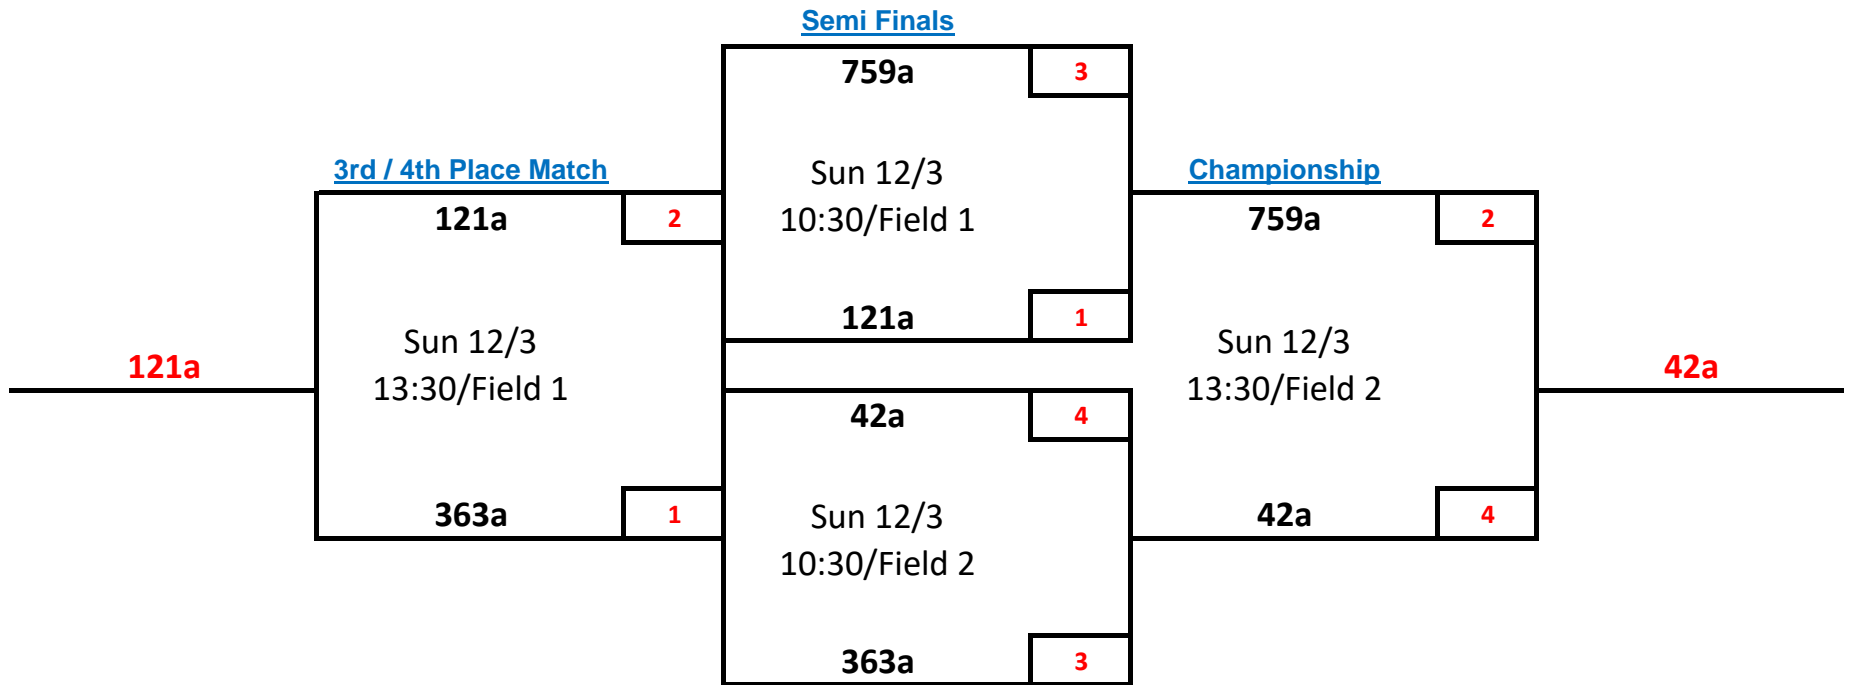 Semi Finals
759a 3
Sun 12/3
10:30/Field 1
121a 1
42a 4
Sun 12/3
10:30/Field 2
363a 3
3rd / 4th Place Match
121a 2
Sun 12/3
13:30/Field 1
363a 1
121a
Championship
759a 2
Sun 12/3
13:30/Field 2
42a 4
42a